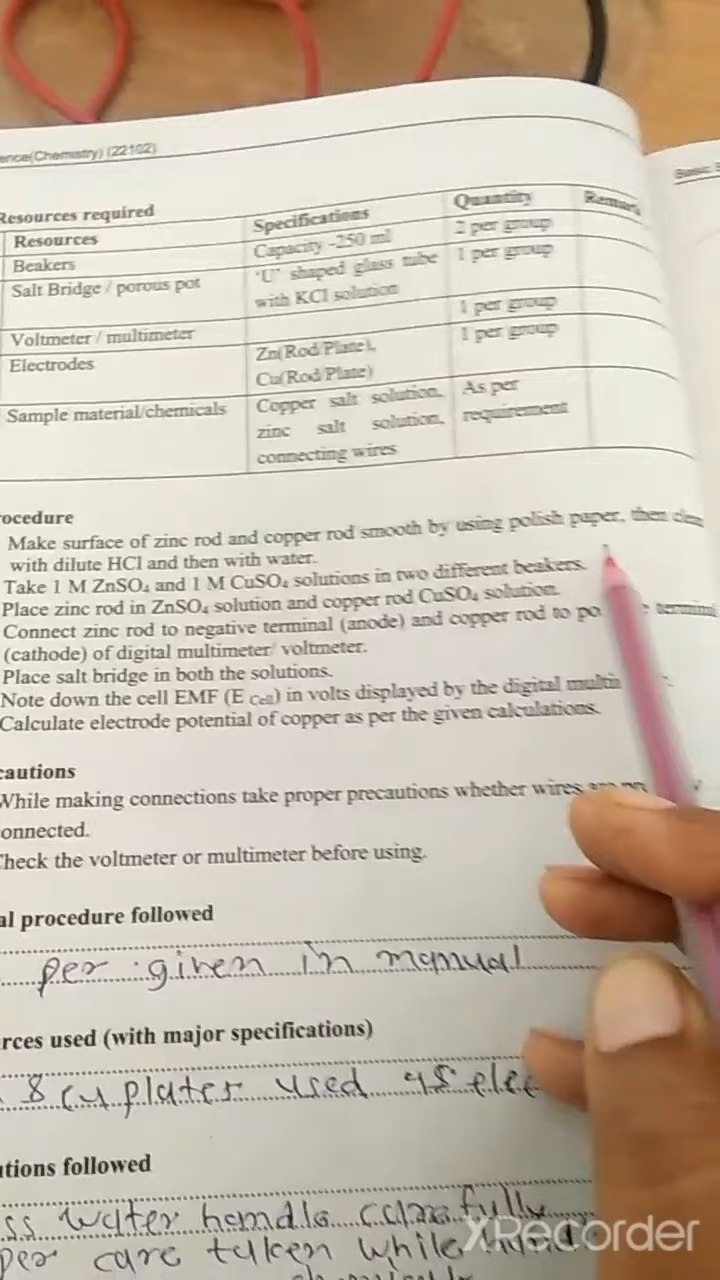 ence(Chemistry) (22102)
Basic S
Resources required
Resources Specifications Quantity Remark
Beakers Capacity -250 ml 2 per group
Salt Bridge / porous pot 'U' shaped glass tube 1 per group
with KCl solution
Voltmeter / multimeter 1 per group
Electrodes Zn(Rod/Plate), 1 per group
Cu(Rod/Plate)
Sample material/chemicals Copper salt solution, As per
zinc salt solution, requirement
connecting wires
ocedure
Make surface of zinc rod and copper rod smooth by using polish paper, then clea
with dilute HCl and then with water.
Take 1 M ZnSO₄ and 1 M CuSO₄ solutions in two different beakers.
Place zinc rod in ZnSO₄ solution and copper rod CuSO₄ solution.
Connect zinc rod to negative terminal (anode) and copper rod to po e termina
(cathode) of digital multimeter/ voltmeter.
Place salt bridge in both the solutions.
Note down the cell EMF (E Cell) in volts displayed by the digital multi
Calculate electrode potential of copper as per the given calculations.
cautions
While making connections take proper precautions whether wires are pro
onnected.
Check the voltmeter or multimeter before using.
al procedure followed
per given in manual
rces used (with major specifications)
& Cu plates used as elec
utions followed
ss water handle carefully
per care taken while
XRecorder